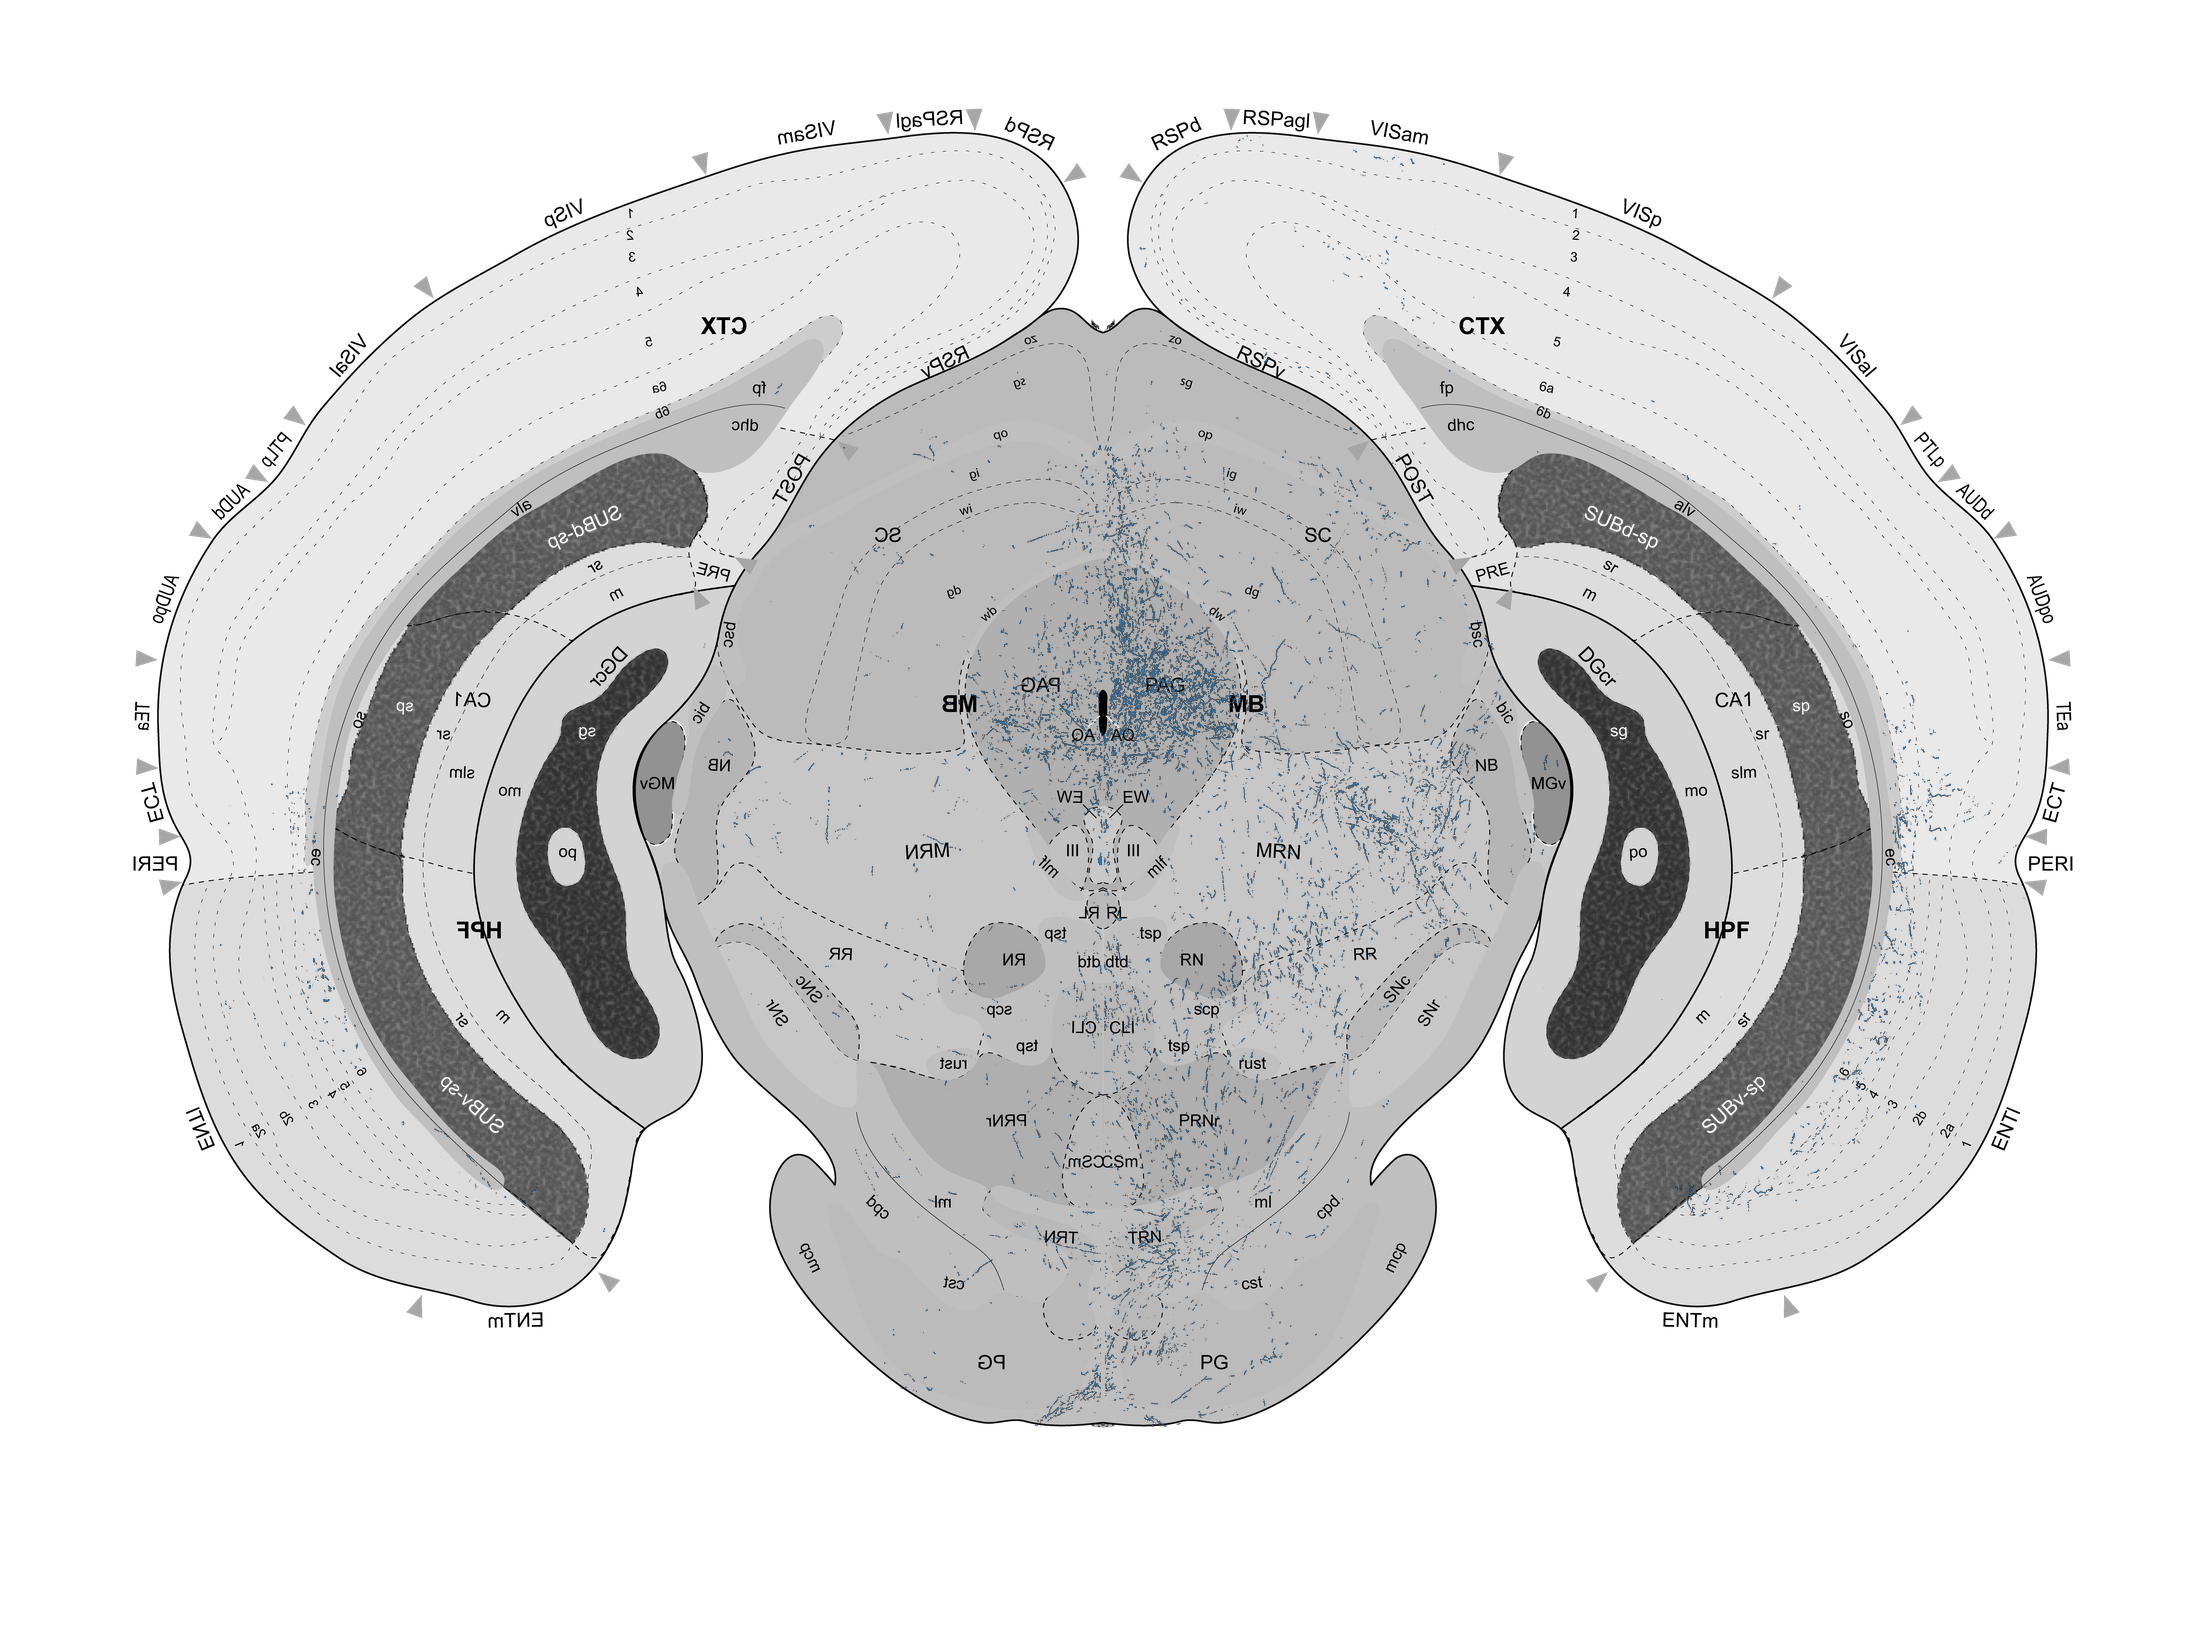 VISam
RSPagl
RSPd
RSPd
RSPagl
VISam
VISp
1
2
3
4
CTX
5
6a
6b
fp
dhc
RSPv
zo
sg
op
ig
iw
SC
dg
dw
VISal
PTLp
AUDd
AUDpo
TEa
ECT
PERI
alv
POST
SUBd-sp
sr
PRE
m
bsc
DGcr
CA1
sp
so
sr
sg
slm
mo
bic
NB
MGv
po
ec
HPF
m
sr
SUBv-sp
6
5
4
3
2b
2a
1
ENTl
ENTm
MB
PAG
AQ
EW
III
mlf
MRN
RL
tsp
RN
dtd
RR
SNc
SNr
scp
CLI
tsp
rust
PRNr
CSm
ml
cpd
TRN
mcp
cst
PG
zo
sg
op
ig
iw
SC
dg
dw
MB
PAG
AQ
EW
III
mlf
MRN
RL
tsp
RN
dtd
RR
SNc
SNr
scp
CLI
tsp
rust
PRNr
CSm
ml
cpd
TRN
mcp
cst
PG
VISp
1
2
3
4
CTX
5
6a
6b
RSPv
fp
dhc
VISal
PTLp
AUDd
AUDpo
TEa
ECT
PERI
POST
SUBd-sp
alv
sr
PRE
m
bsc
DGcr
CA1
sp
so
sr
sg
slm
mo
bic
NB
MGv
po
ec
HPF
m
sr
SUBv-sp
6
5
4
3
2b
2a
1
ENTl
ENTm